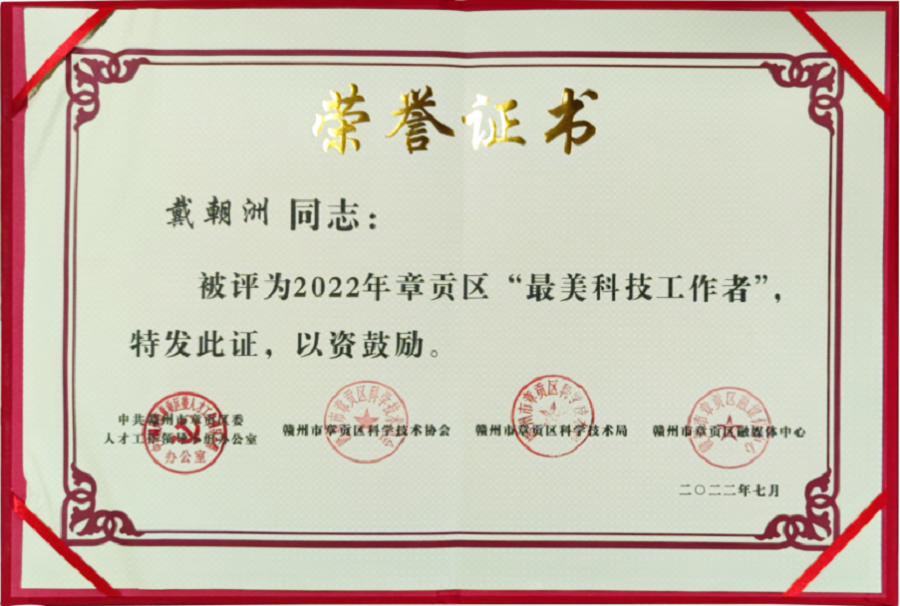 荣誉证书
戴朝洲 同志：
被评为2022年章贡区“最美科技工作者”，
特发此证，以资鼓励。
中共赣州市章贡区委
人才工作领导小组办公室
赣州市章贡区科学技术协会
赣州市章贡区科学技术局
赣州市章贡区融媒体中心
办公室
二〇二二年七月